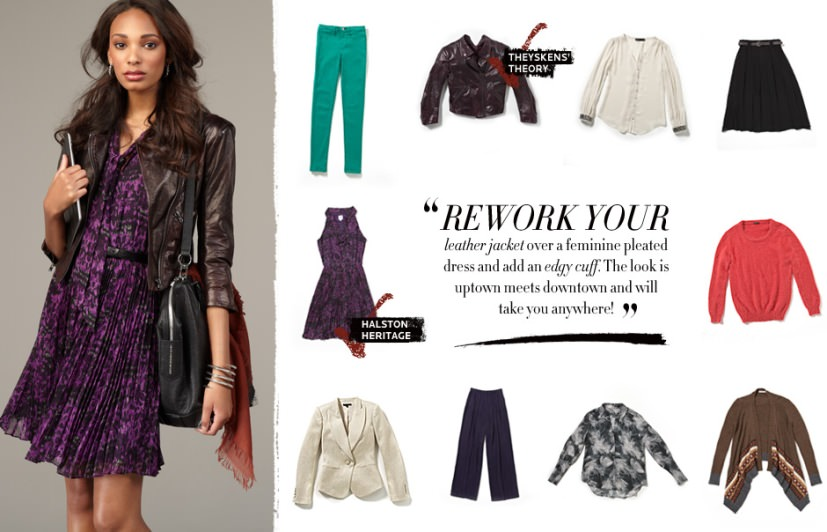 THEYSKENS'
THEORY
“REWORK YOUR
leather jacket over a feminine pleated
dress and add an edgy cuff. The look is
uptown meets downtown and will
take you anywhere! ”
HALSTON
HERITAGE